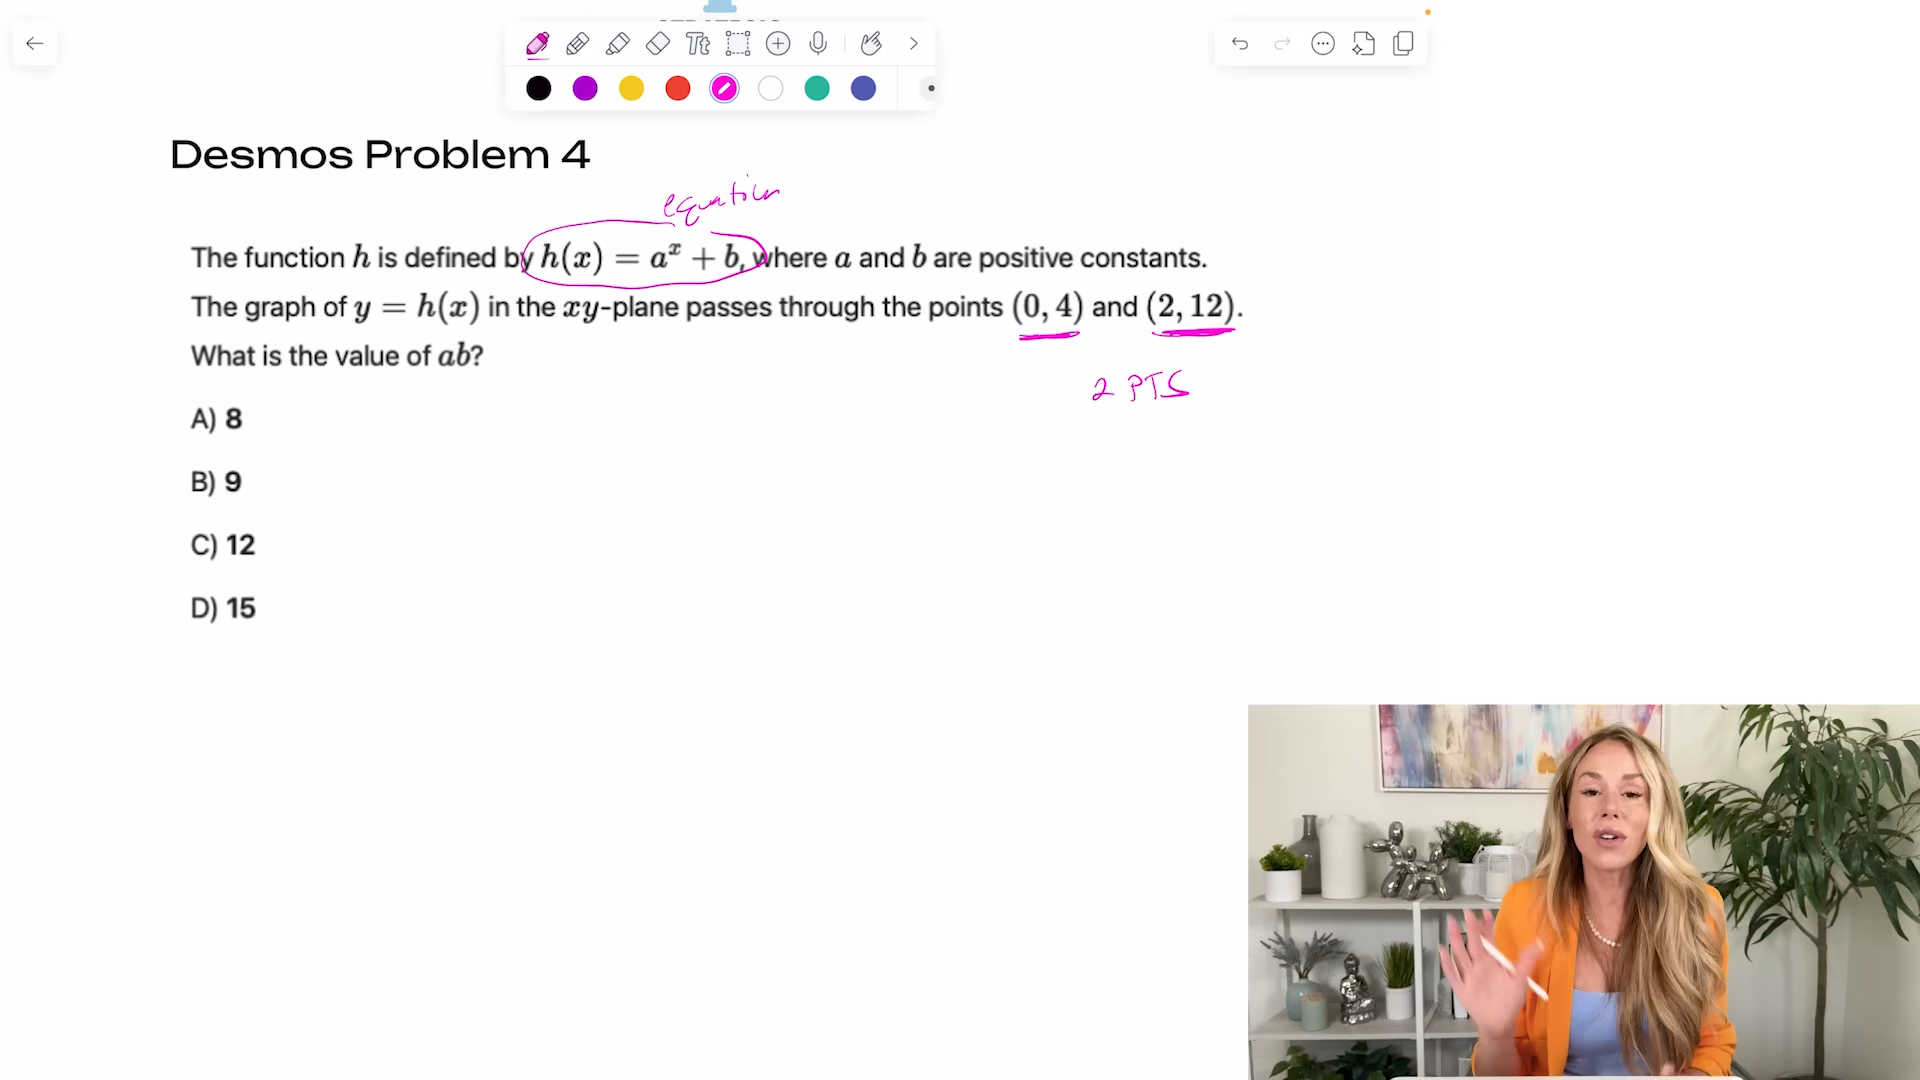 Tt
Desmos Problem 4
equation
The function h is defined by h(x) = a^x + b, where a and b are positive constants.
The graph of y = h(x) in the xy-plane passes through the points (0, 4) and (2, 12).
What is the value of ab?
2 PTS
A) 8
B) 9
C) 12
D) 15